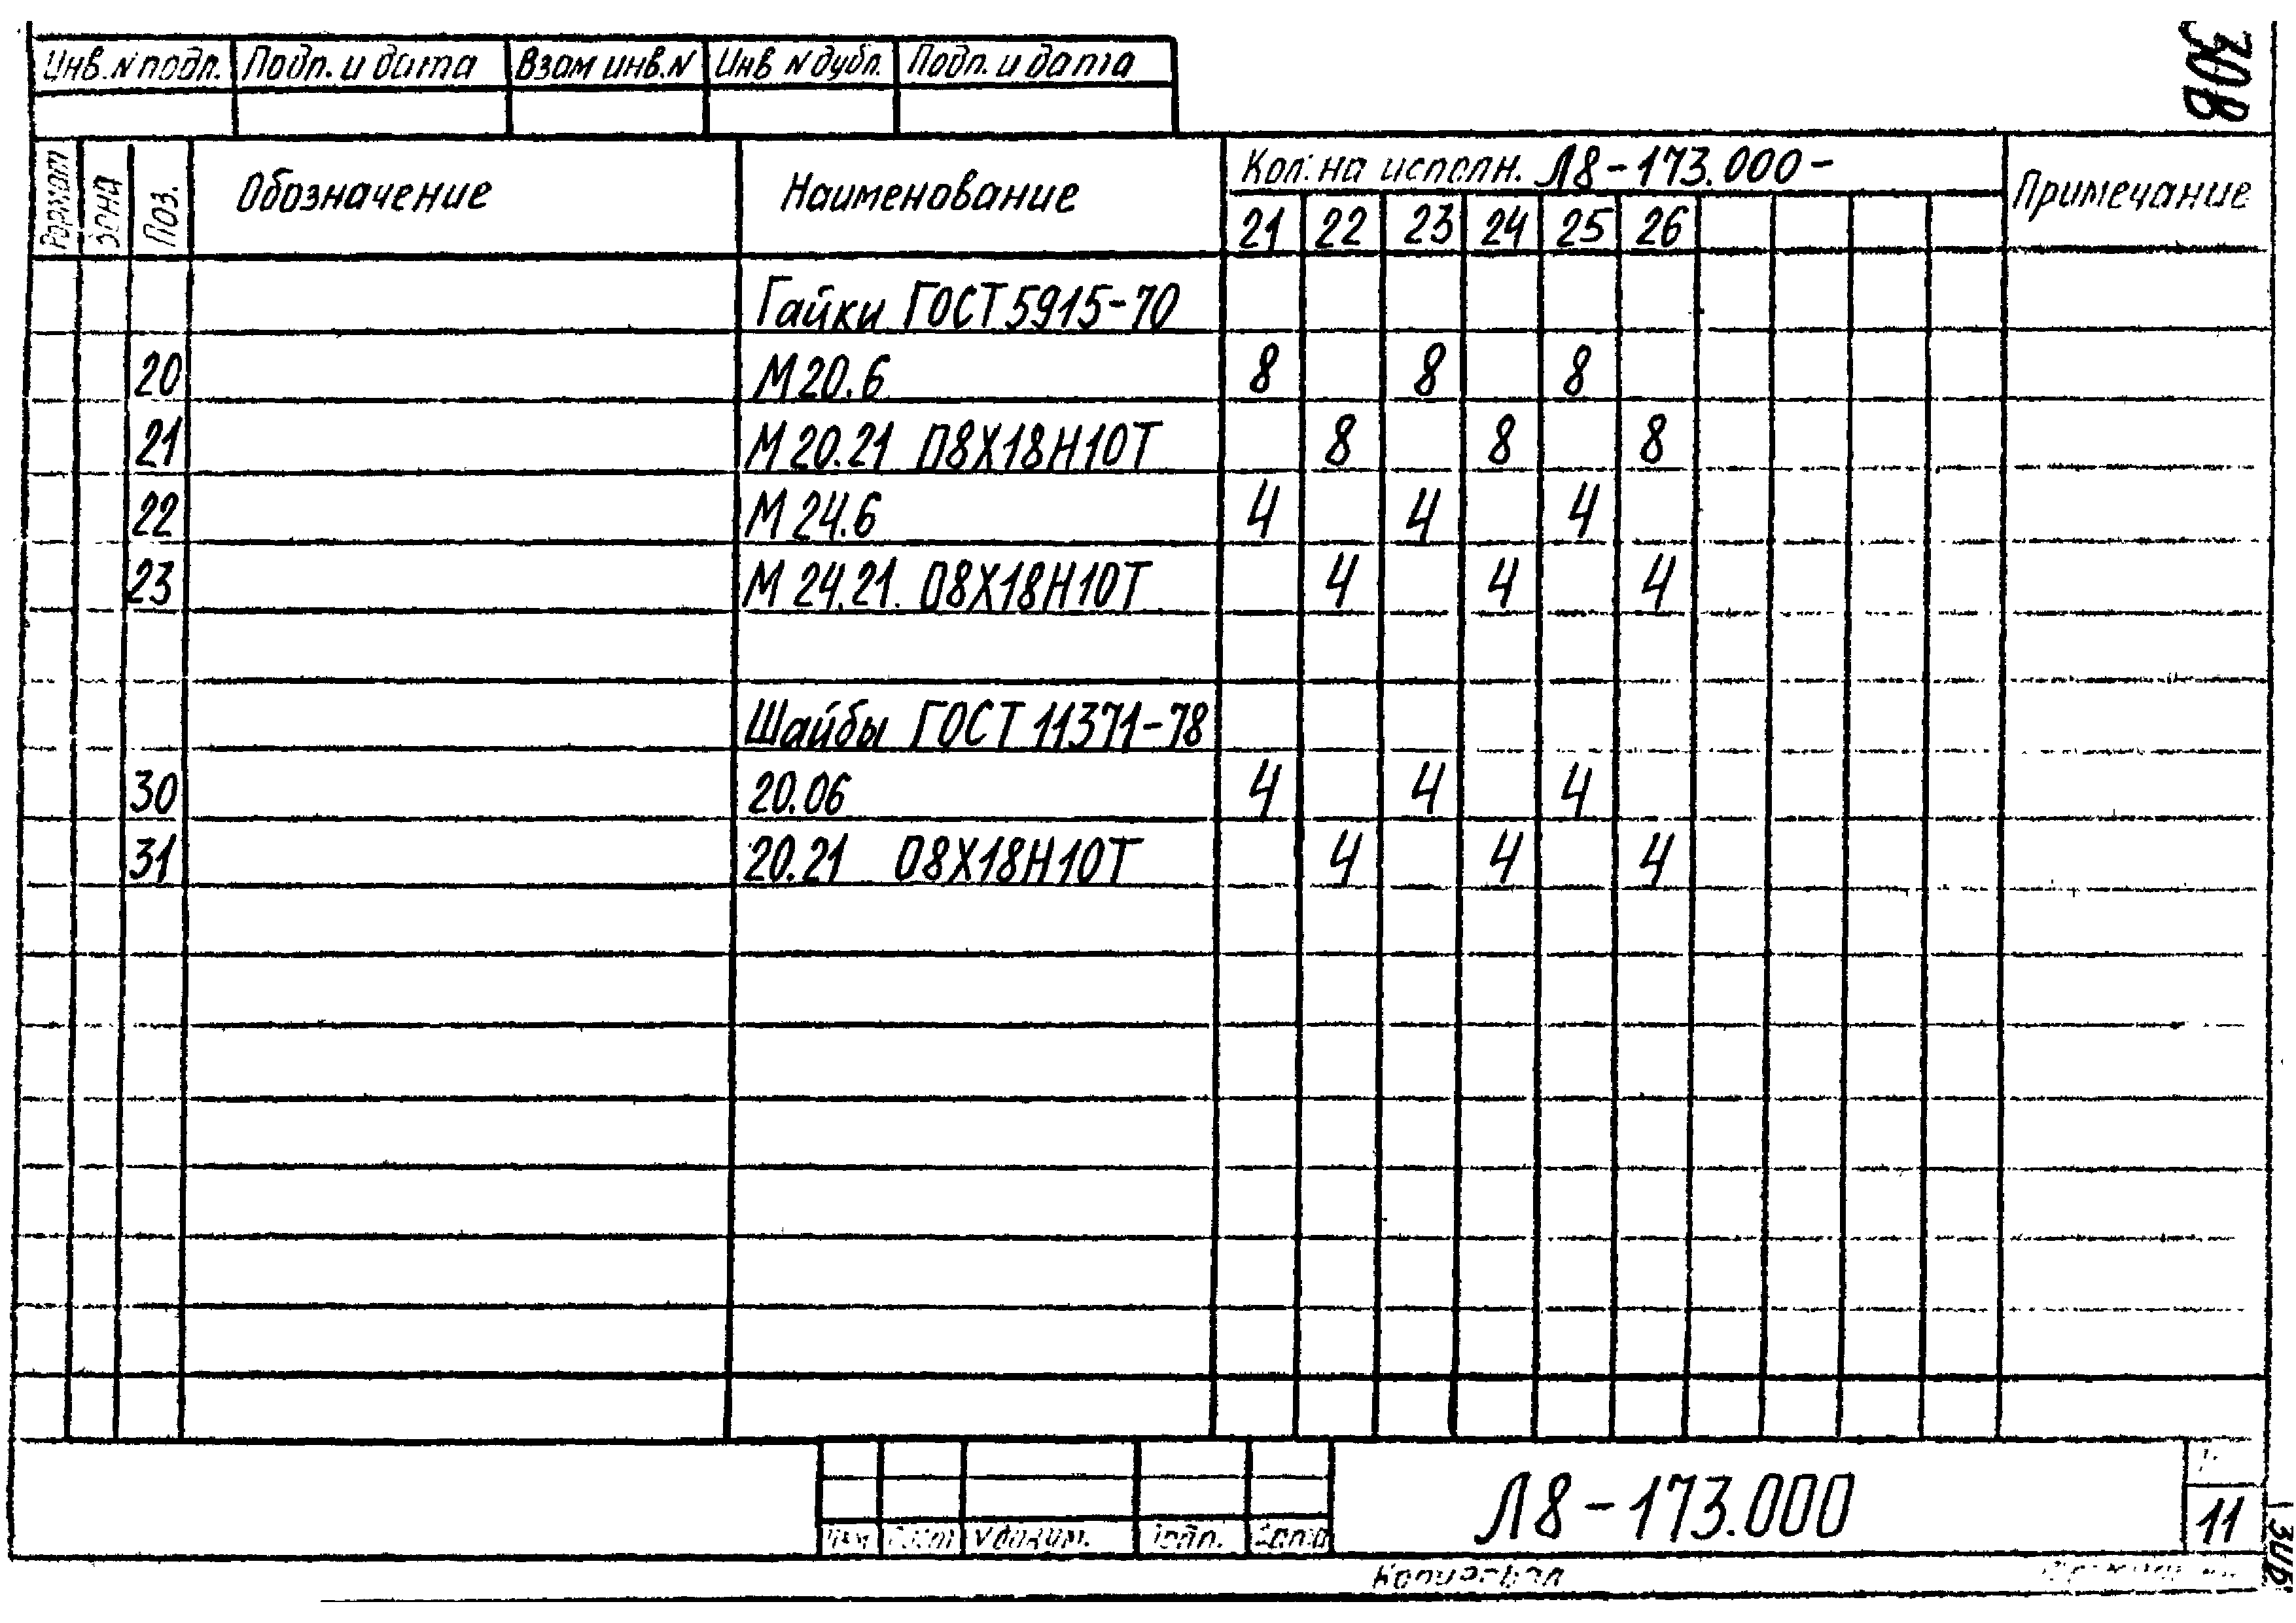 30в
Инв. N подл. Подп. и дата Взам инв. N Инв N дубл. Подп. и дата
Формат Зона Поз. Обозначение Наименование Кол. на исполн. Л8-173.000- Примечание
21 22 23 24 25 26
Гайки ГОСТ 5915-70
20 М20.6 8 8 8
21 М20.21 08Х18Н10Т 8 8 8
22 М24.6 4 4 4
23 М24.21. 08Х18Н10Т 4 4 4
Шайбы ГОСТ 11371-78
30 20.06 4 4 4
31 20.21 08Х18Н10Т 4 4 4
Л8-173.000
11
Изм Лист N докум. Подп. Дата
Копировал